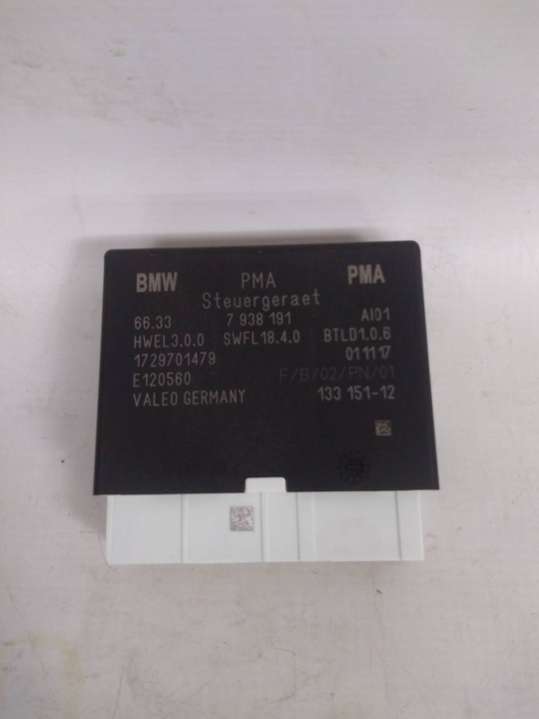 BMW PMA PMA
Steuergeraet
66.33 7 938 191 AI01
HWEL3.0.0 SWFL18.4.0 BTLD1.0.6
1729701479 011117
E120560 F/B/02/PN/01
VALEO GERMANY 133 151-12